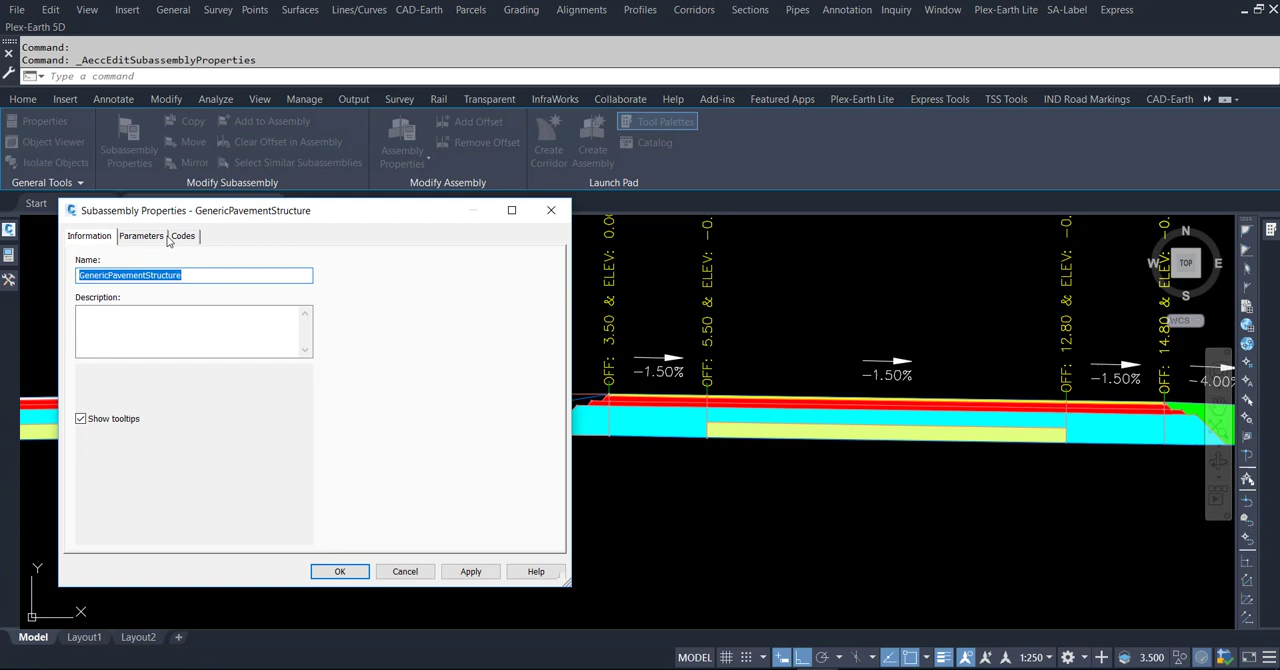 File Edit View Insert General Survey Points Surfaces Lines/Curves CAD-Earth Parcels Grading Alignments Profiles Corridors Sections Pipes Annotation Inquiry Window Plex-Earth Lite SA-Label Express
Plex-Earth 5D
Command:
Command: _AeccEditSubassemblyProperties
Type a command
Home Insert Annotate Modify Analyze View Manage Output Survey Rail Transparent InfraWorks Collaborate Help Add-ins Featured Apps Plex-Earth Lite Express Tools TSS Tools IND Road Markings CAD-Earth
Properties
Object Viewer
Isolate Objects
General Tools
Subassembly
Properties
Copy
Move
Mirror
Add to Assembly
Clear Offset in Assembly
Select Similar Subassemblies
Modify Subassembly
Assembly
Properties
Add Offset
Remove Offset
Modify Assembly
Create
Corridor
Create
Assembly
Tool Palettes
Catalog
Launch Pad
Start
Subassembly Properties - GenericPavementStructure
Information Parameters Codes
Name:
GenericPavementStructure
Description:
Show tooltips
OK Cancel Apply Help
OFF: 3.50 & ELEV: 0.0
OFF: 5.50 & ELEV: -0.
OFF: 12.80 & ELEV: -0.
OFF: 14.80 & ELEV: -0.
-1.50%
-1.50%
-1.50%
-4.00%
N
W TOP E
S
WCS
Y
X
Model Layout1 Layout2 +
MODEL 1:250 3.500